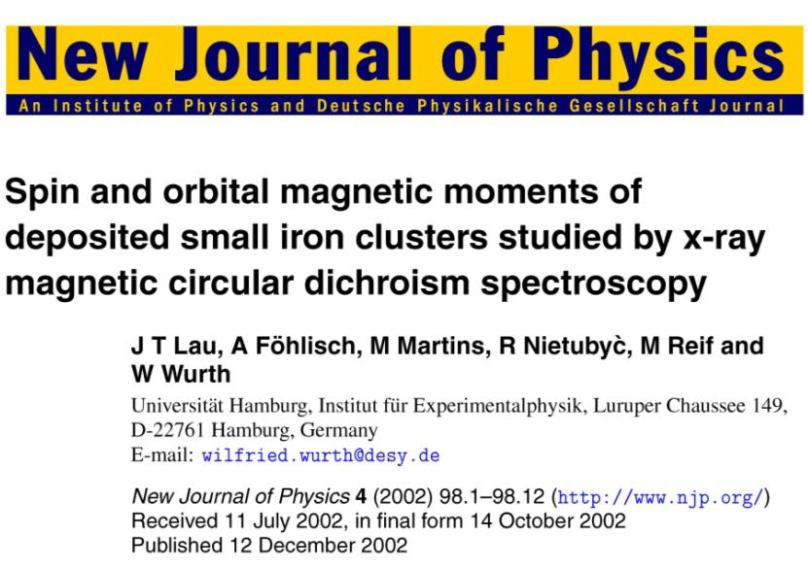 New Journal of Physics
An Institute of Physics and Deutsche Physikalische Gesellschaft Journal
Spin and orbital magnetic moments of
deposited small iron clusters studied by x-ray
magnetic circular dichroism spectroscopy
J T Lau, A Föhlisch, M Martins, R Nietubyc̀, M Reif and
W Wurth
Universität Hamburg, Institut für Experimentalphysik, Luruper Chaussee 149,
D-22761 Hamburg, Germany
E-mail: wilfried.wurth@desy.de
New Journal of Physics 4 (2002) 98.1–98.12 (http://www.njp.org/)
Received 11 July 2002, in final form 14 October 2002
Published 12 December 2002